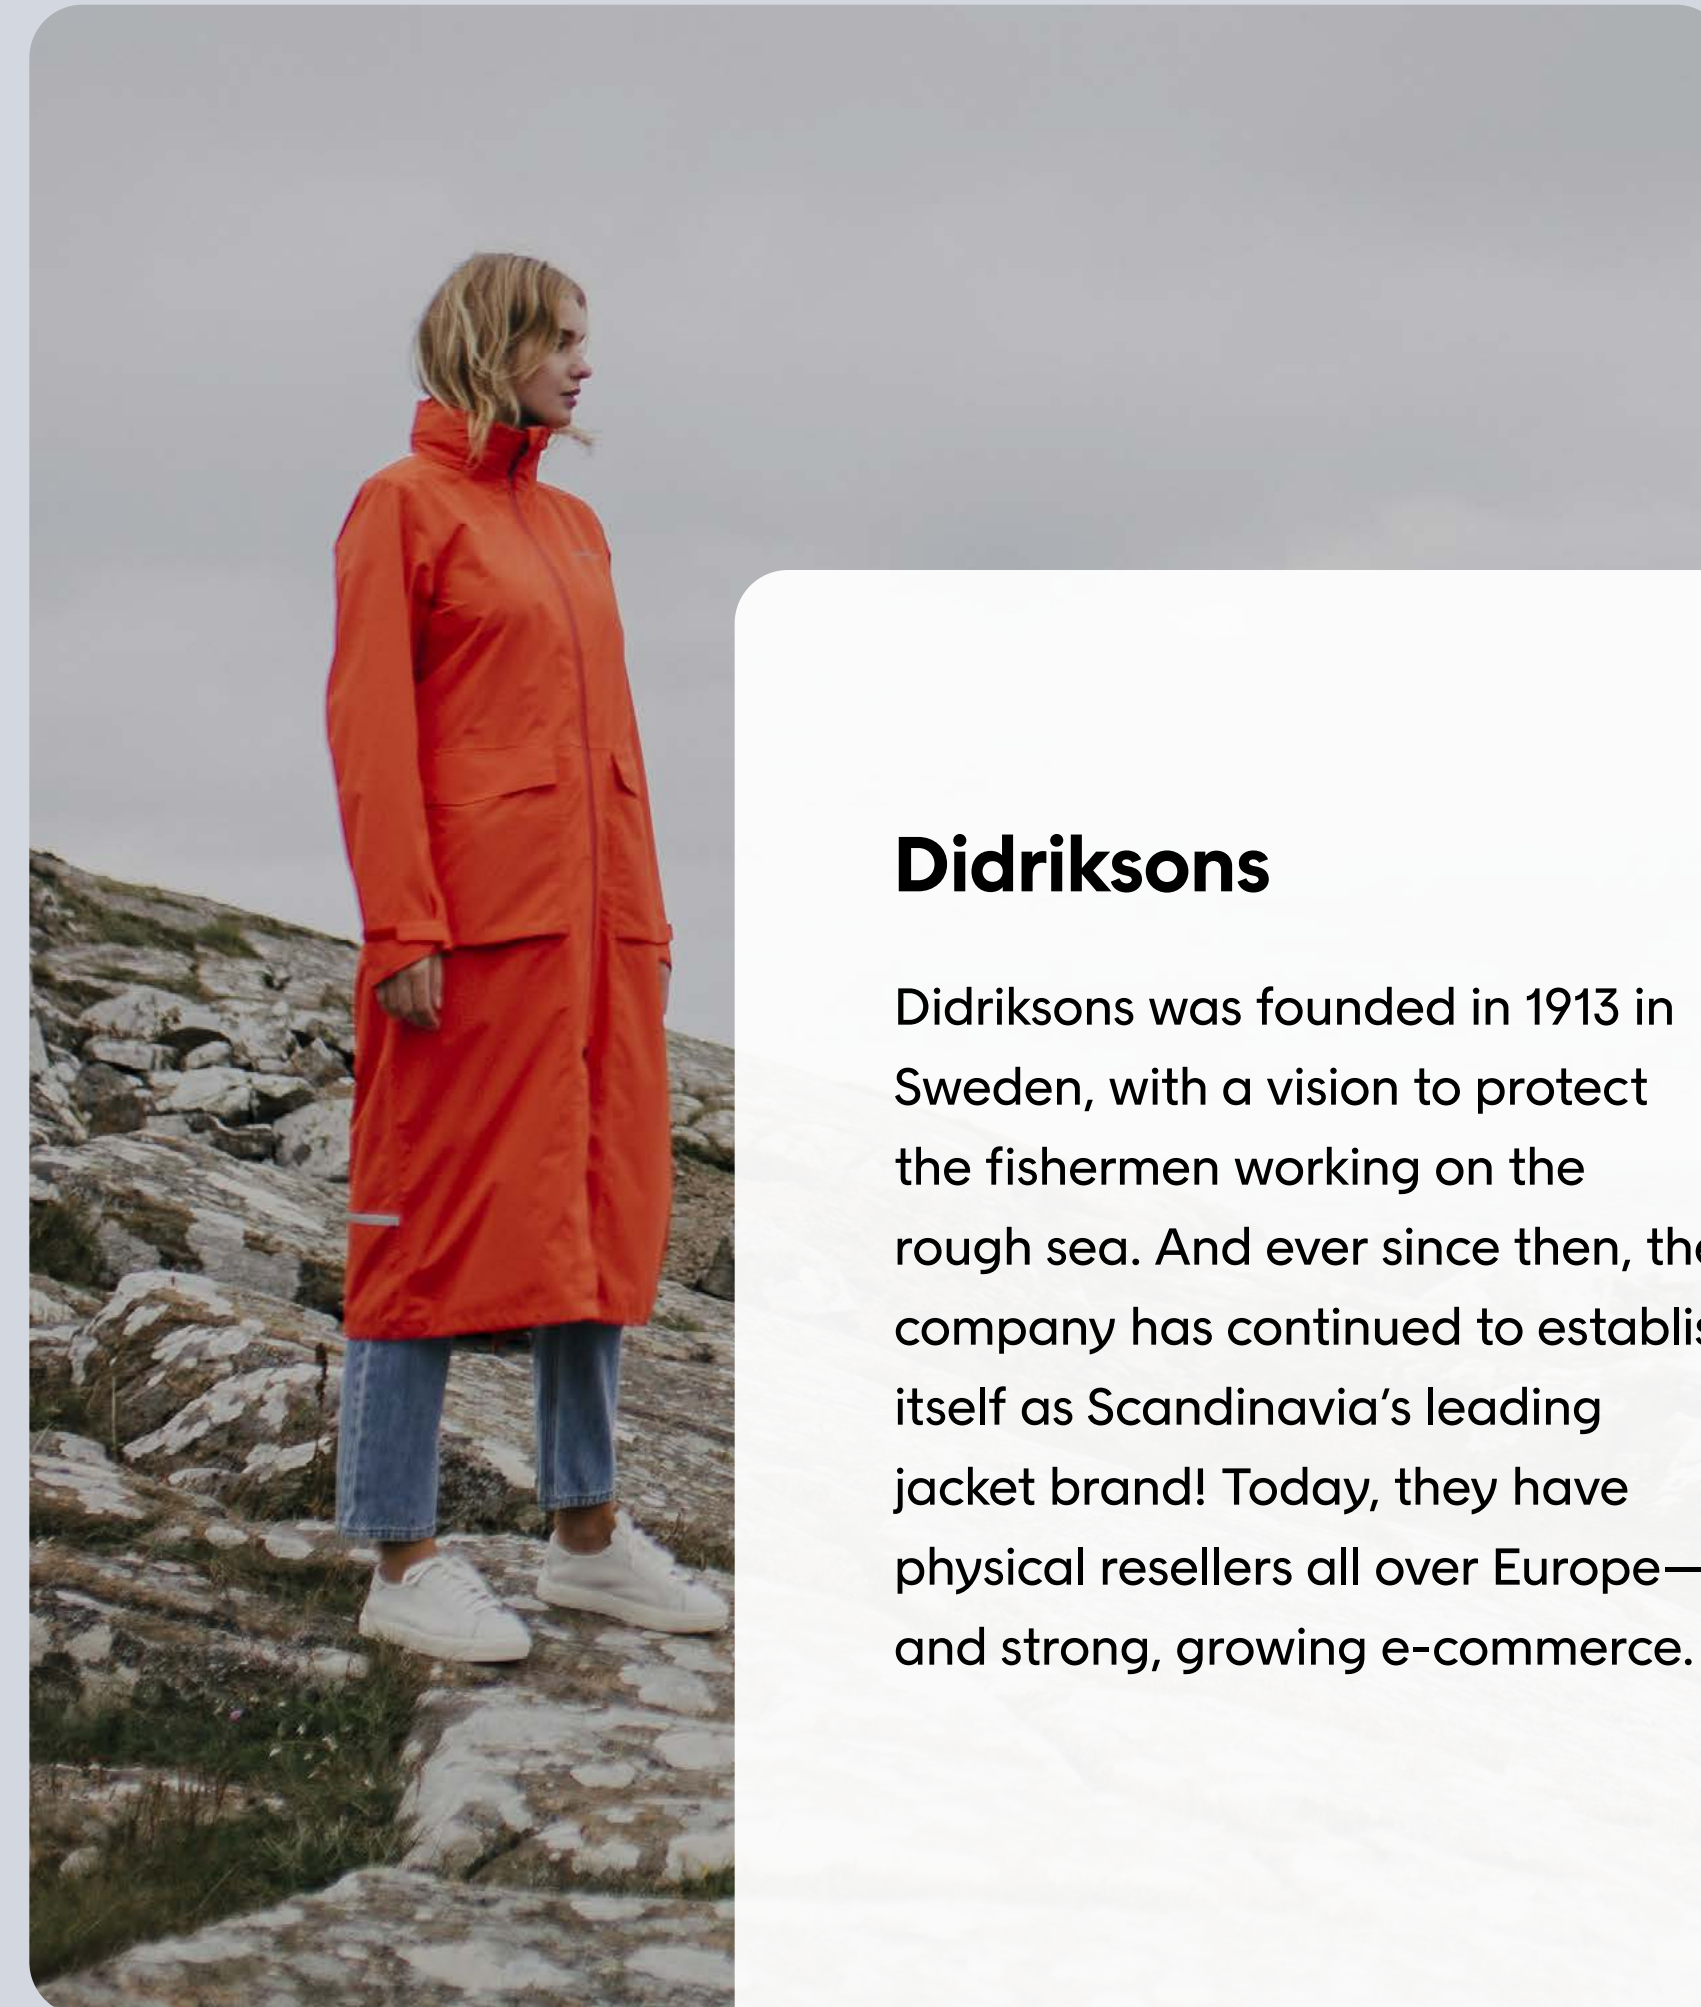 Didriksons
Didriksons was founded in 1913 in
Sweden, with a vision to protect
the fishermen working on the
rough sea. And ever since then,
company has continued to
itself as Scandinavia’s leading
jacket brand! Today, they have
physical resellers all over Europe—
and strong, growing e-commerce.